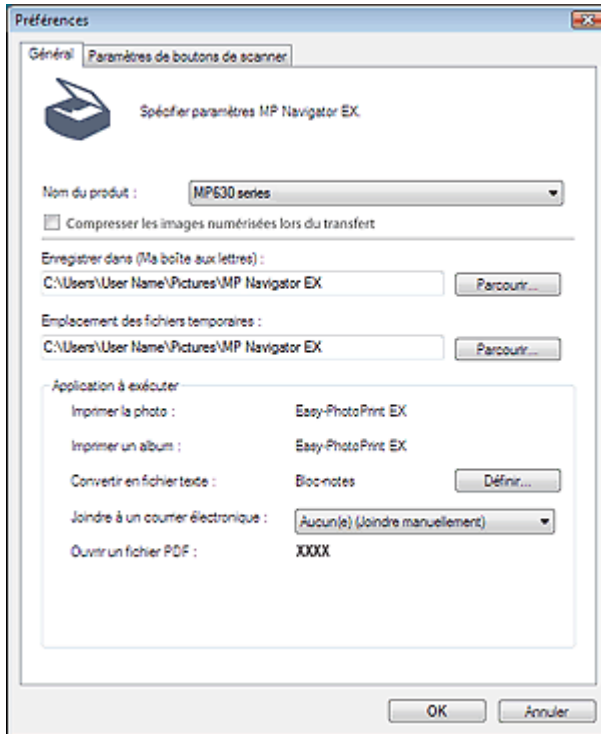 Préférences
Général Paramètres de boutons de scanner
Spécifier paramètres MP Navigator EX.
Nom du produit : MP630 series
Compresser les images numérisées lors du transfert
Enregistrer dans (Ma boîte aux lettres) :
C:\Users\User Name\Pictures\MP Navigator EX Parcourir...
Emplacement des fichiers temporaires :
C:\Users\User Name\Pictures\MP Navigator EX Parcourir...
Application à exécuter
Imprimer la photo : Easy-PhotoPrint EX
Imprimer un album : Easy-PhotoPrint EX
Convertir en fichier texte : Bloc-notes Définir...
Joindre à un courrier électronique : Aucun(e) (Joindre manuellement)
Ouvrir un fichier PDF : XXXX
OK Annuler